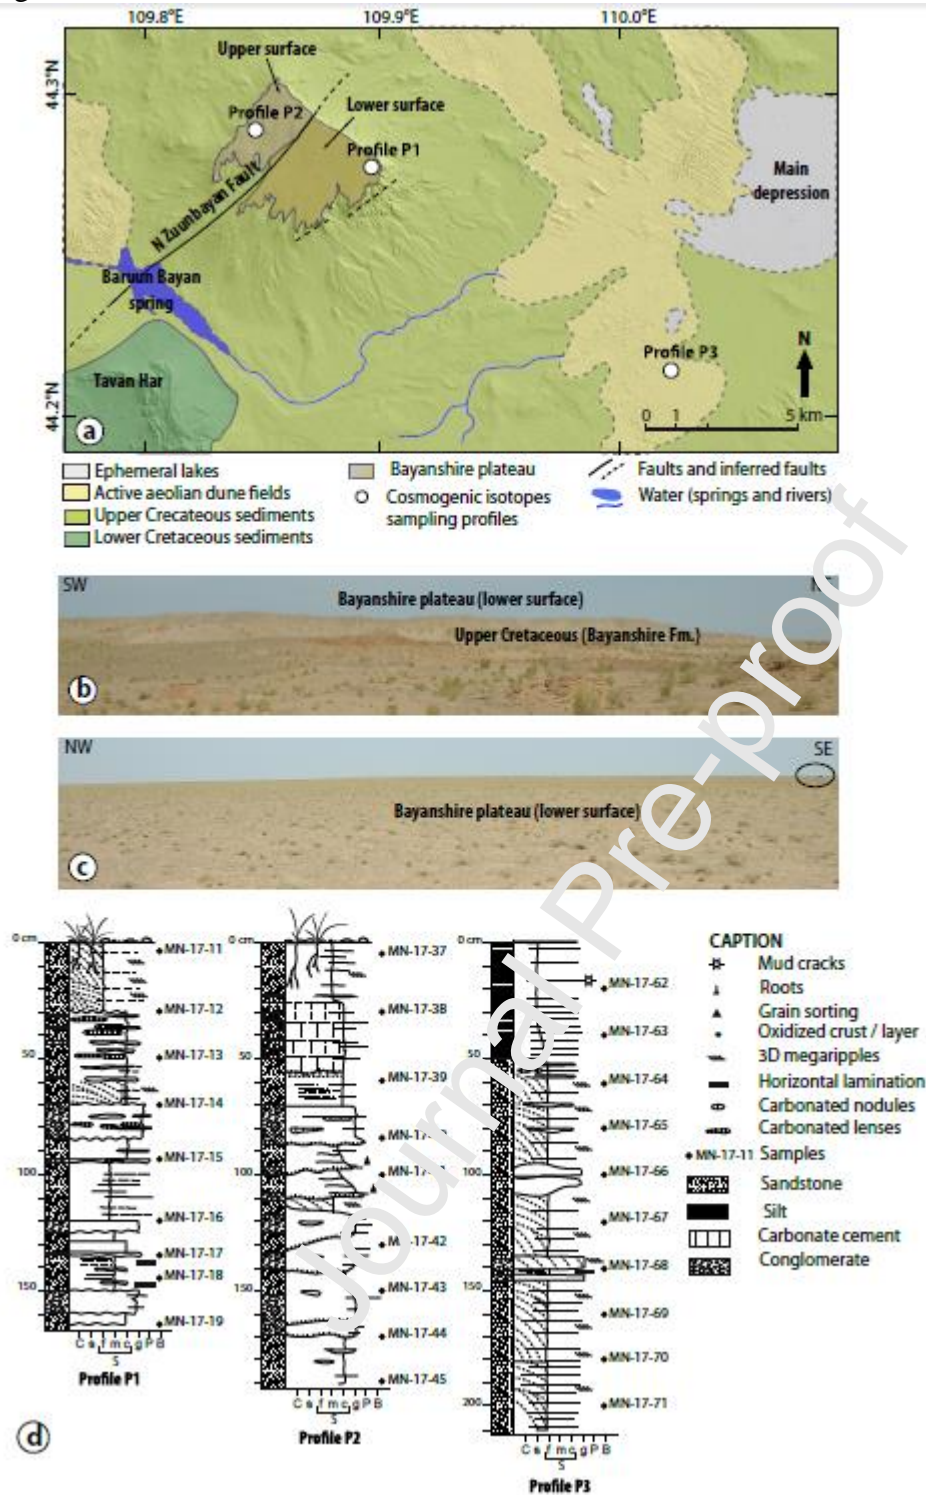 109.8°E 109.9°E 110.0°E
44.3°N
Upper surface
Profile P2
Lower surface
Profile P1
Main
depression
N Zuunbayan Fault
Baruun Bayan
spring
Profile P3
N
Tavan Har
44.2°N
0 1 5 km
a
Ephemeral lakes
Active aeolian dune fields
Upper Crecateous sediments
Lower Cretaceous sediments
Bayanshire plateau
Cosmogenic isotopes
sampling profiles
Faults and inferred faults
Water (springs and rivers)
SW
Bayanshire plateau (lower surface)
Upper Cretaceous (Bayanshire Fm.)
b
NW SE
Bayanshire plateau (lower surface)
c
Journal Pre-proof
0 cm
50
100
150
MN-17-11
MN-17-12
MN-17-13
MN-17-14
MN-17-15
MN-17-16
MN-17-17
MN-17-18
MN-17-19
C s f m c g P B
S
Profile P1
0 cm
50
100
150
MN-17-37
MN-17-38
MN-17-39
MN-17-42
MN-17-43
MN-17-44
MN-17-45
C s f m c g P B
S
Profile P2
0 cm
50
100
150
200
MN-17-62
MN-17-63
MN-17-64
MN-17-65
MN-17-66
MN-17-67
MN-17-68
MN-17-69
MN-17-70
MN-17-71
C s f m c g P B
S
Profile P3
CAPTION
Mud cracks
Roots
Grain sorting
Oxidized crust / layer
3D megaripples
Horizontal lamination
Carbonated nodules
Carbonated lenses
MN-17-11 Samples
Sandstone
Silt
Carbonate cement
Conglomerate
d